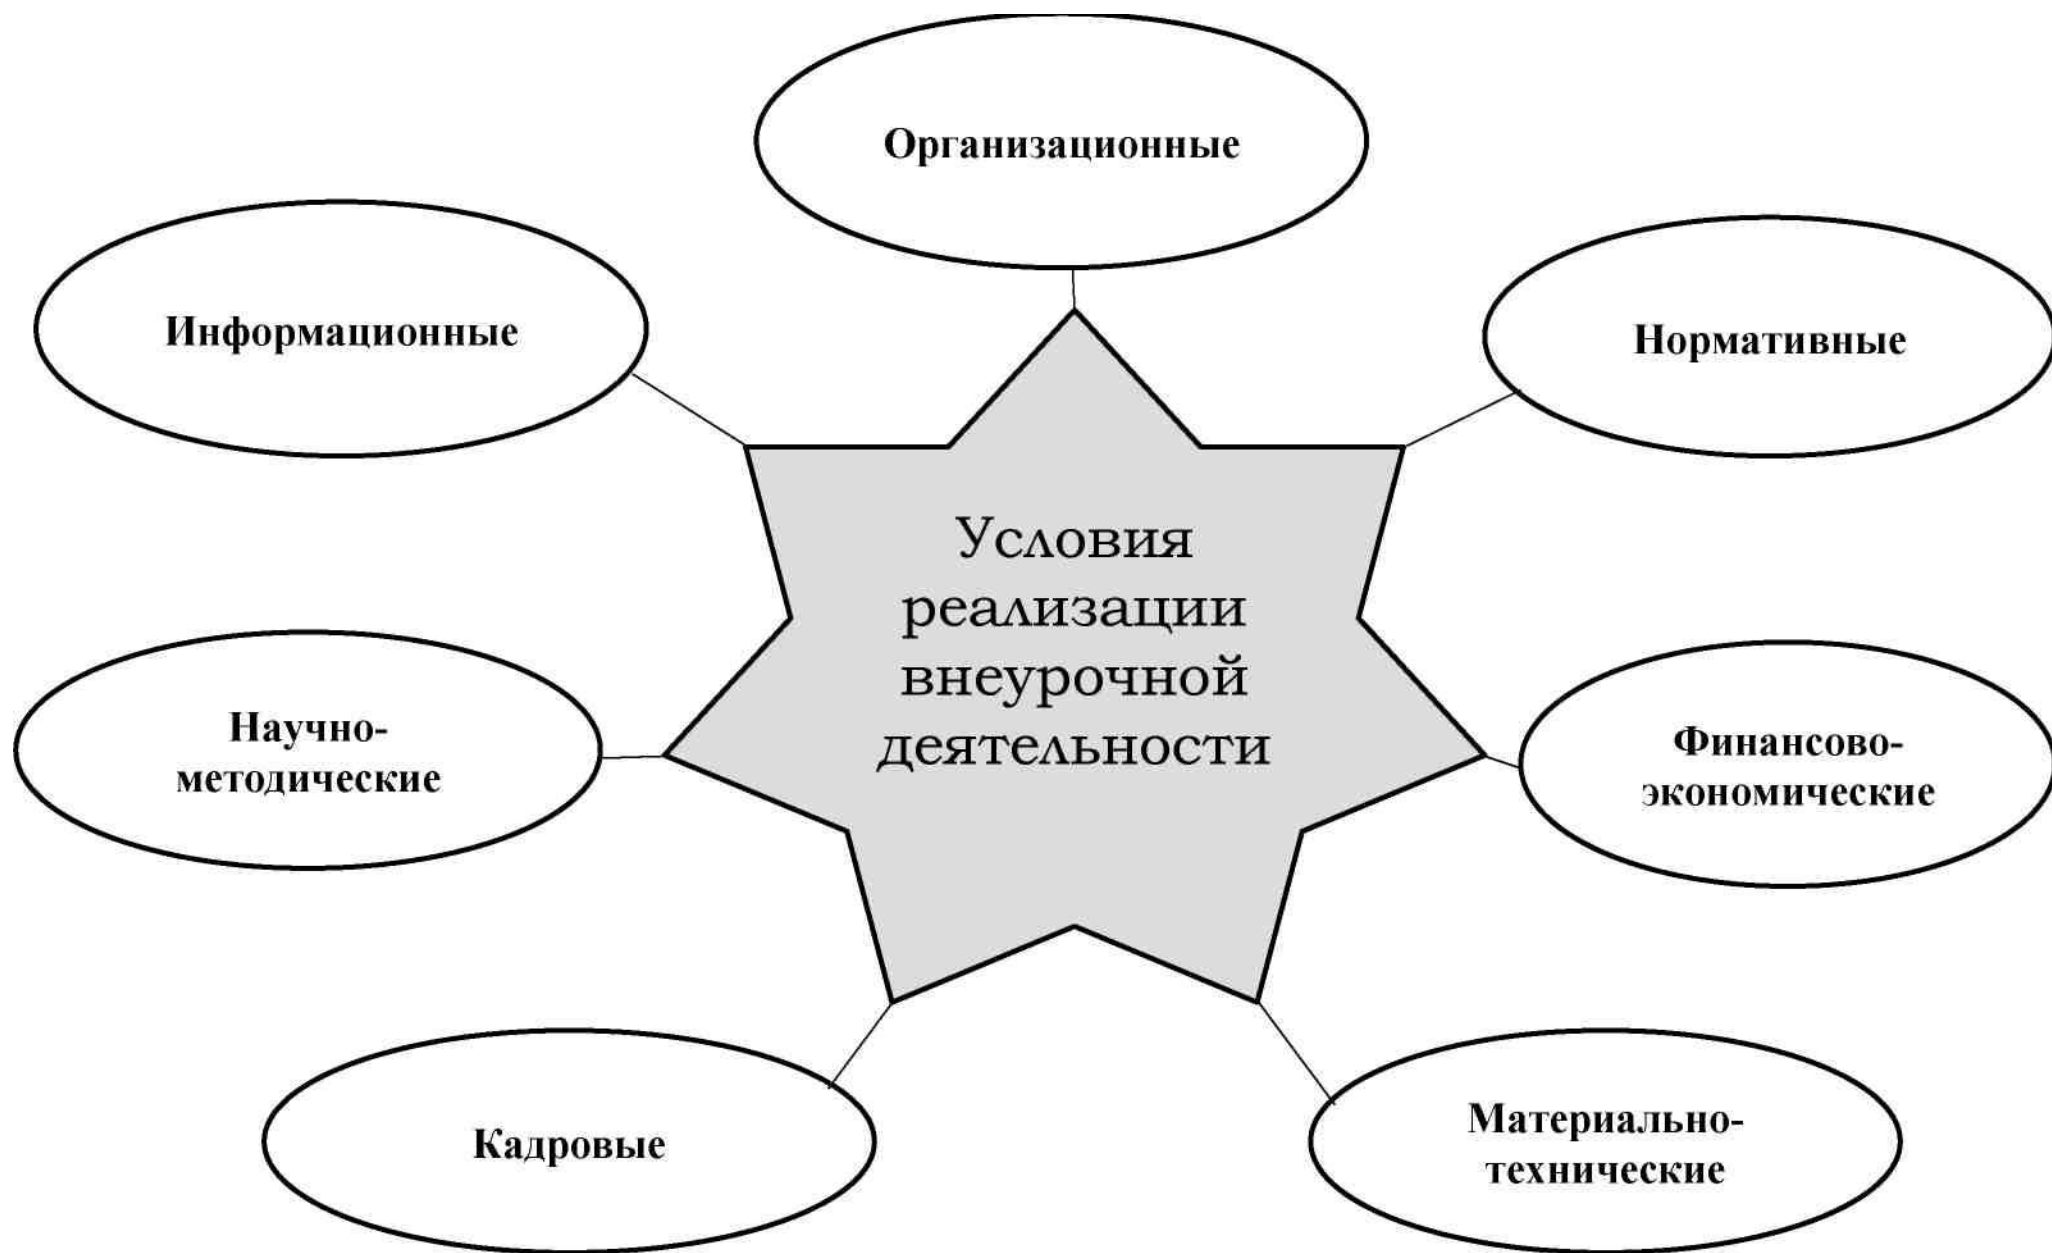 Организационные
Информационные
Нормативные
Условия
реализации
внеурочной
деятельности
Научно-
методические
Финансово-
экономические
Кадровые
Материально-
технические